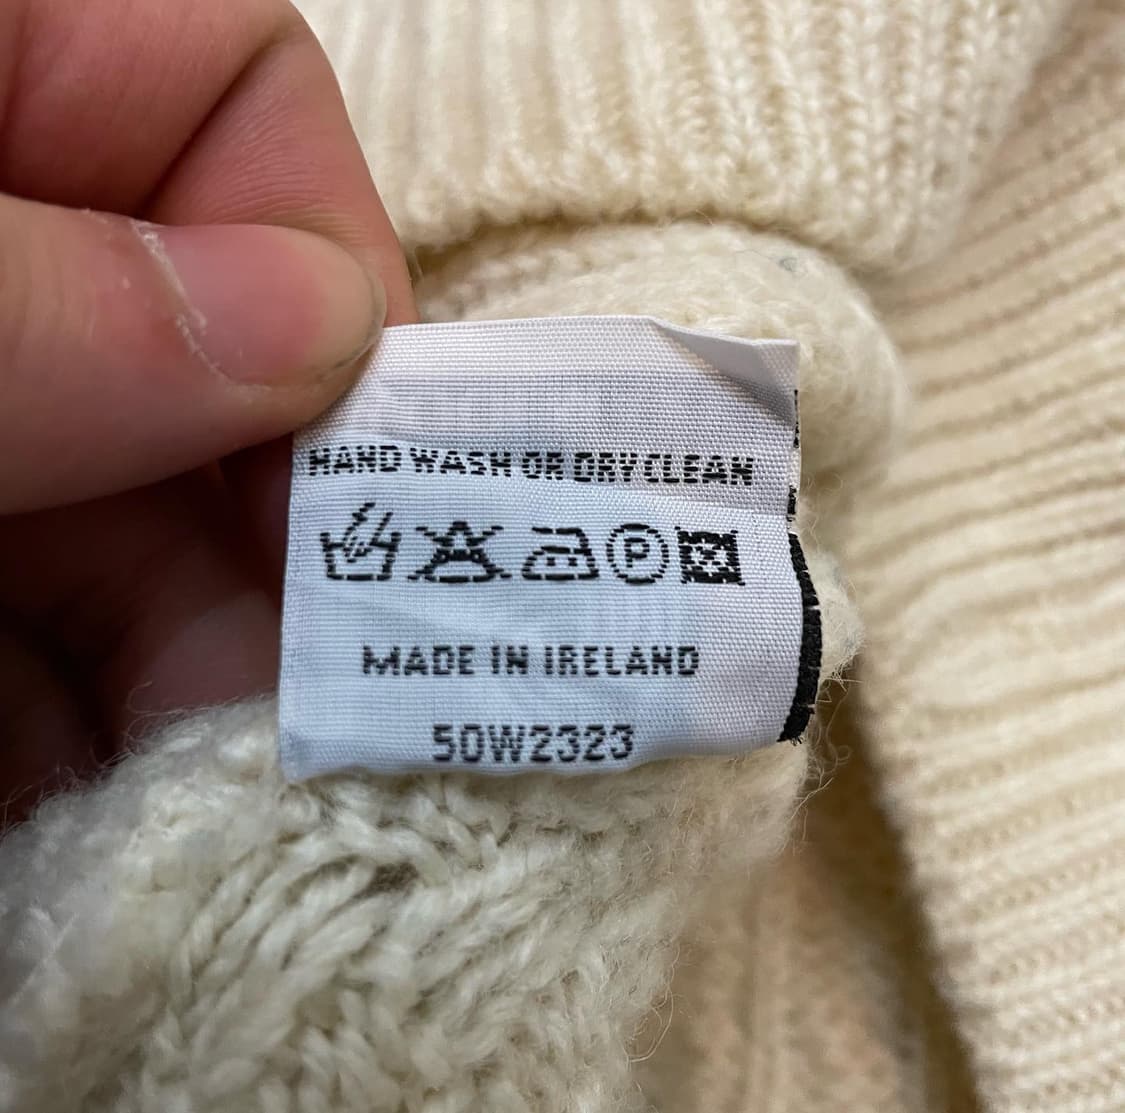 HAND WASH OR DRY CLEAN
P
MADE IN IRELAND
50W2323